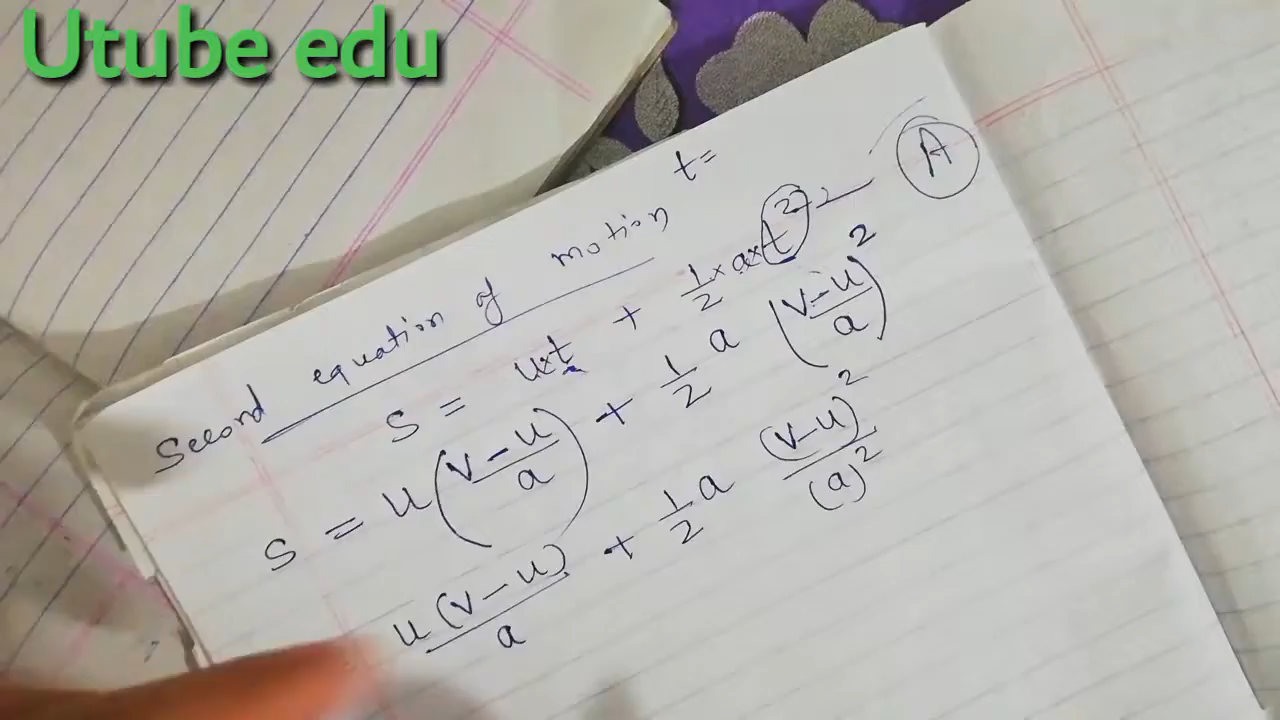 Utube edu
t=
Second equation of motion
S = u×t + 1/2 × a×t² — (A)
S = u((v-u)/a) + 1/2 a ((v-u)/a)²
u(v-u)/a + 1/2 a (v-u)²/(a)²